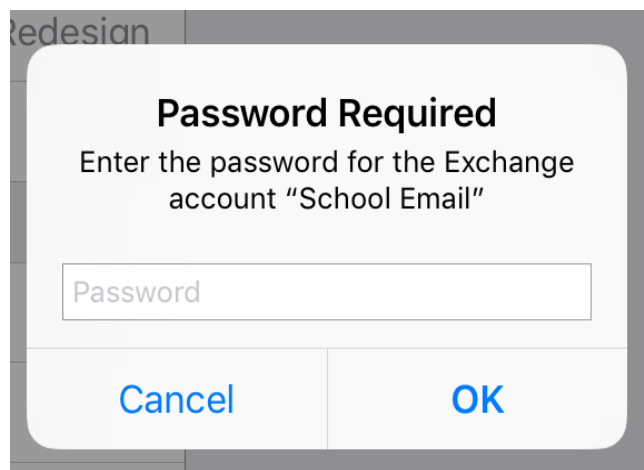 Redesign
Password Required
Enter the password for the Exchange
account “School Email”
Password
Cancel
OK